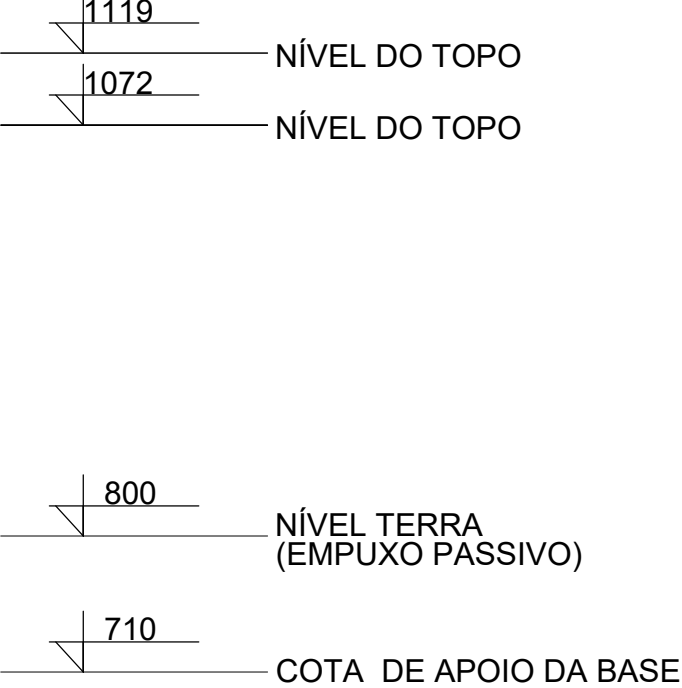 1119
NÍVEL DO TOPO
1072
NÍVEL DO TOPO
800
NÍVEL TERRA
(EMPUXO PASSIVO)
710
COTA DE APOIO DA BASE